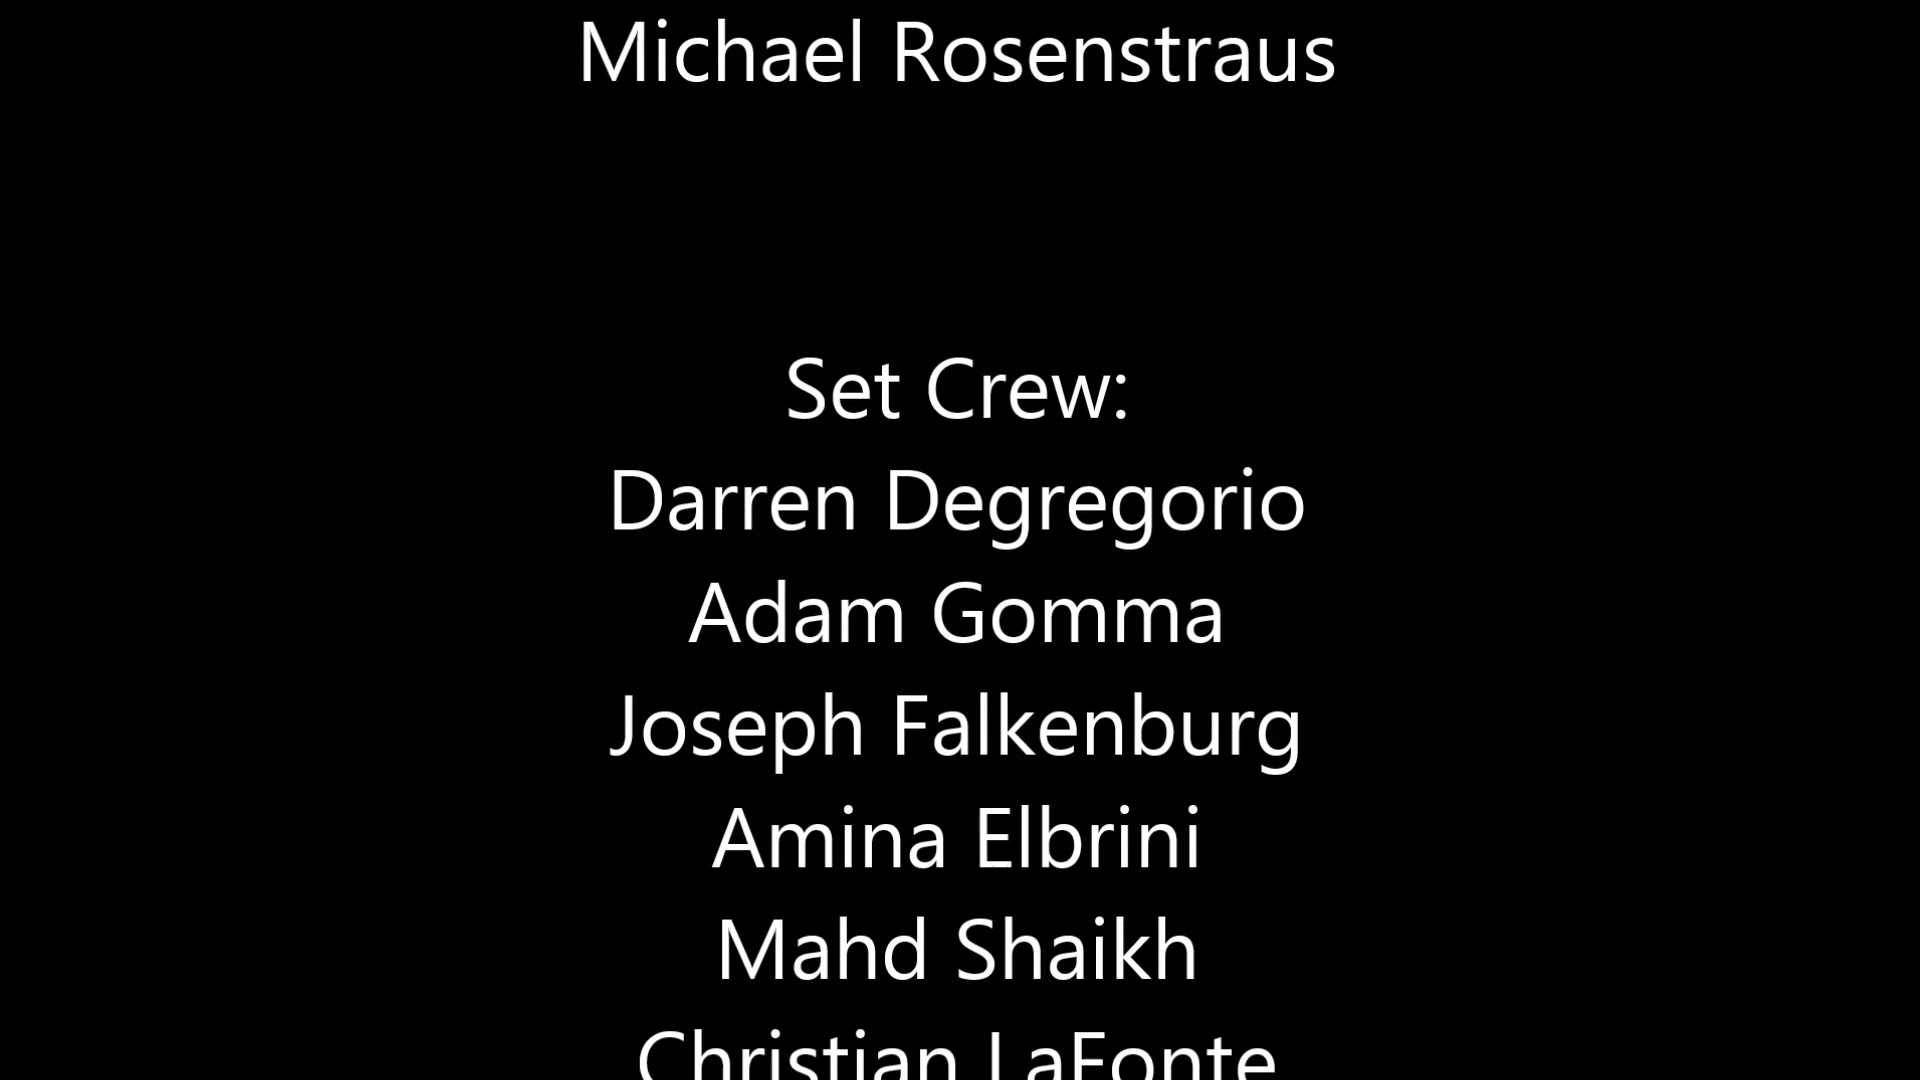 Michael Rosenstraus
Set Crew:
Darren Degregorio
Adam Gomma
Joseph Falkenburg
Amina Elbrini
Mahd Shaikh
Christian LaFonte